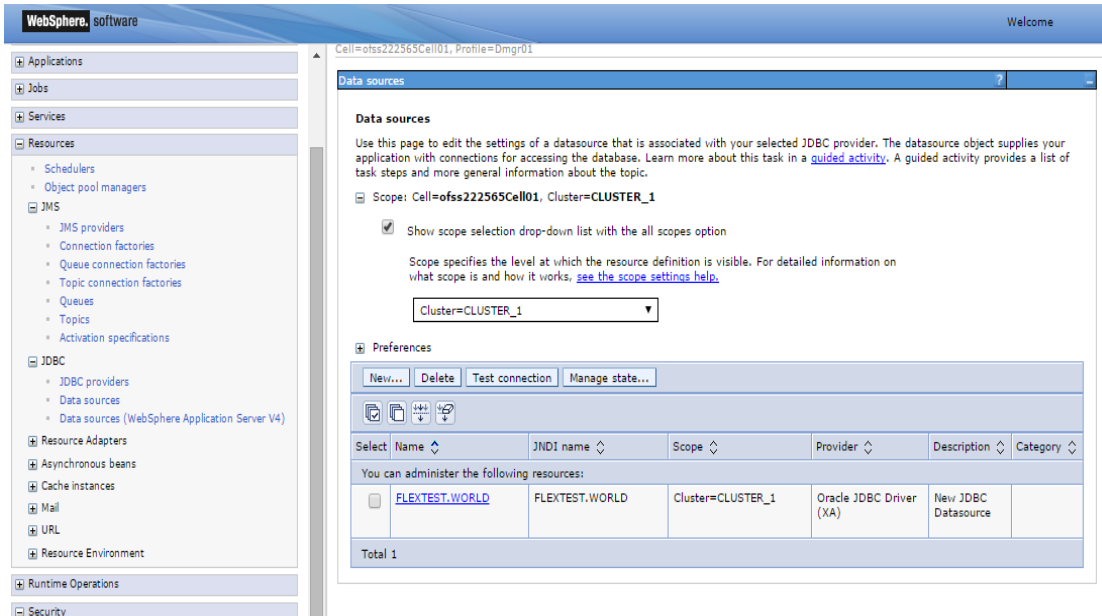 WebSphere. software
Welcome
Applications
Jobs
Services
Resources
Schedulers
Object pool managers
JMS
JMS providers
Connection factories
Queue connection factories
Topic connection factories
Queues
Topics
Activation specifications
JDBC
JDBC providers
Data sources
Data sources (WebSphere Application Server V4)
Resource Adapters
Asynchronous beans
Cache instances
Mail
URL
Resource Environment
Runtime Operations
Security
Cell=ofss222565Cell01, Profile=Dmgr01
Data sources ? -
Data sources
Use this page to edit the settings of a datasource that is associated with your selected JDBC provider. The datasource object supplies your
application with connections for accessing the database. Learn more about this task in a guided activity. A guided activity provides a list of
task steps and more general information about the topic.
Scope: Cell=ofss222565Cell01, Cluster=CLUSTER_1
Show scope selection drop-down list with the all scopes option
Scope specifies the level at which the resource definition is visible. For detailed information on
what scope is and how it works, see the scope settings help.
Cluster=CLUSTER_1
Preferences
New... Delete Test connection Manage state...
Select Name JNDI name Scope Provider Description Category
You can administer the following resources:
FLEXTEST.WORLD FLEXTEST.WORLD Cluster=CLUSTER_1 Oracle JDBC Driver New JDBC
(XA) Datasource
Total 1